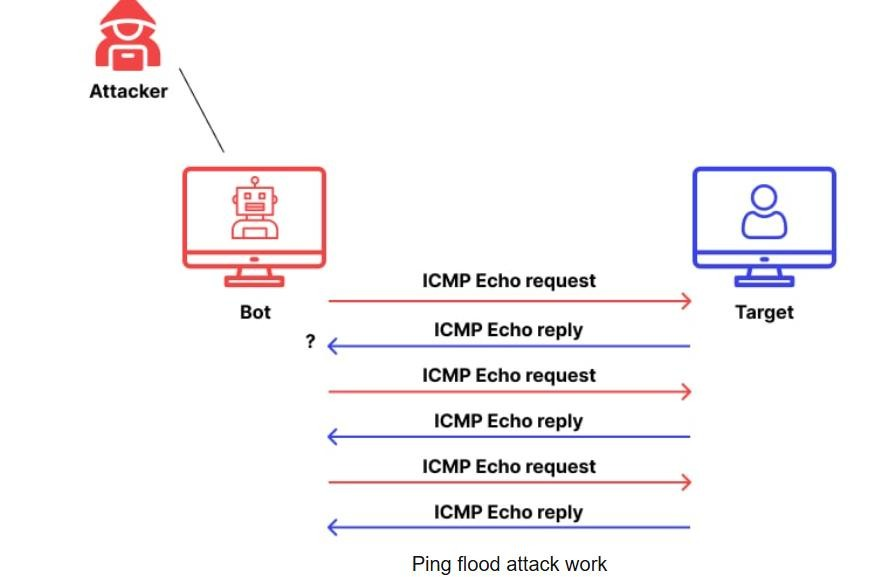 Attacker
ICMP Echo request
Bot
Target
ICMP Echo reply
?
ICMP Echo request
ICMP Echo reply
ICMP Echo request
ICMP Echo reply
Ping flood attack work